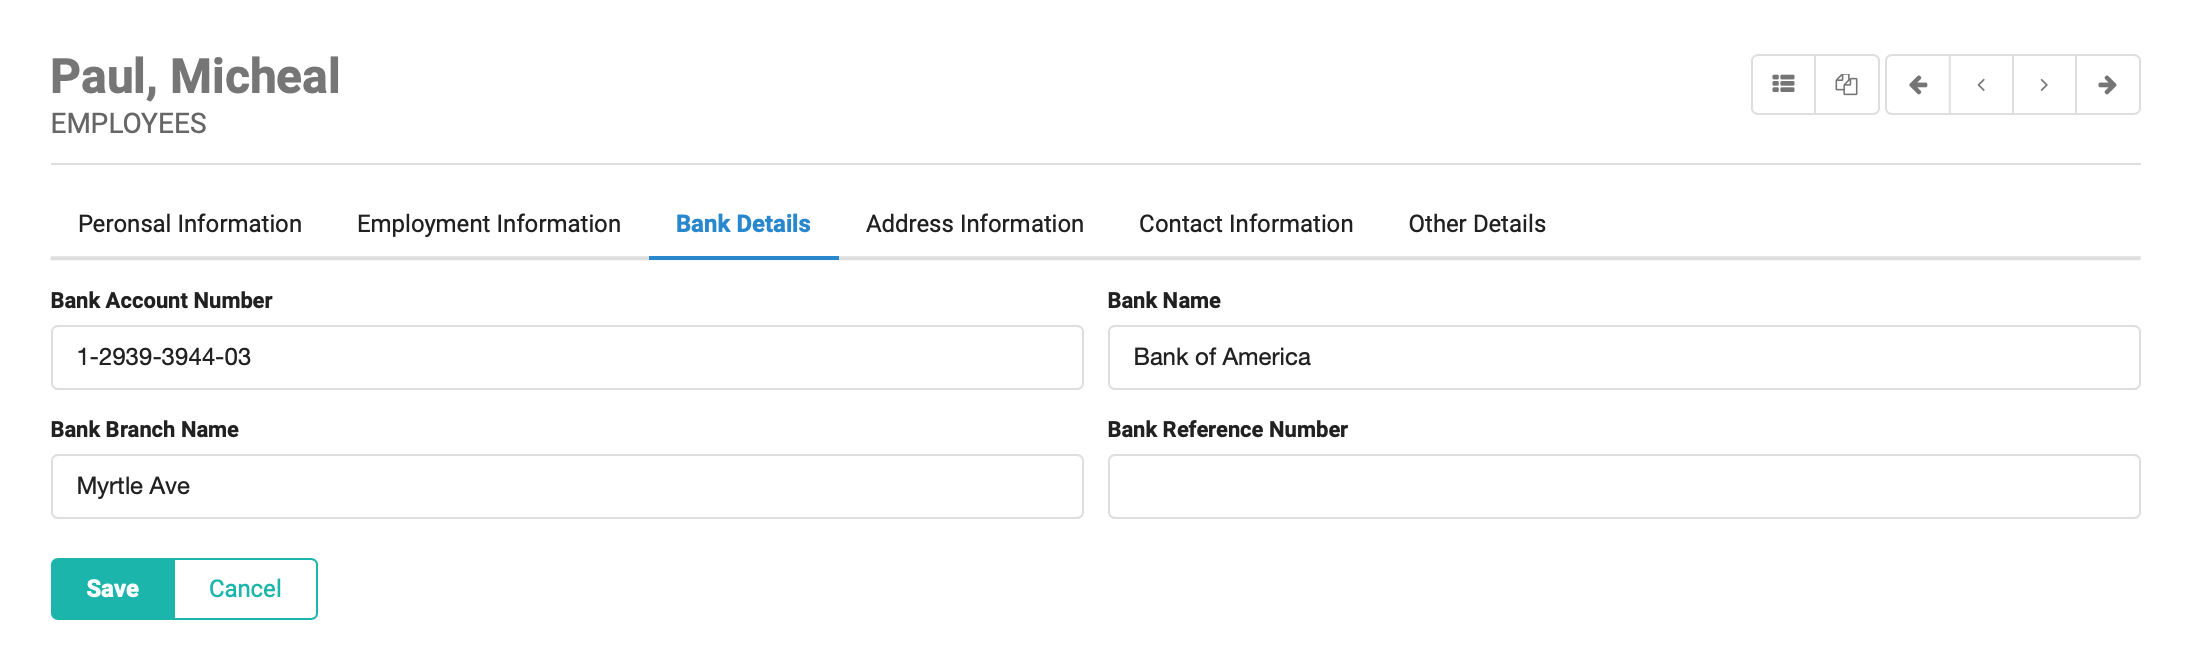 Paul, Micheal
EMPLOYEES
Peronsal Information Employment Information Bank Details Address Information Contact Information Other Details
Bank Account Number Bank Name
1-2939-3944-03 Bank of America
Bank Branch Name Bank Reference Number
Myrtle Ave
Save Cancel